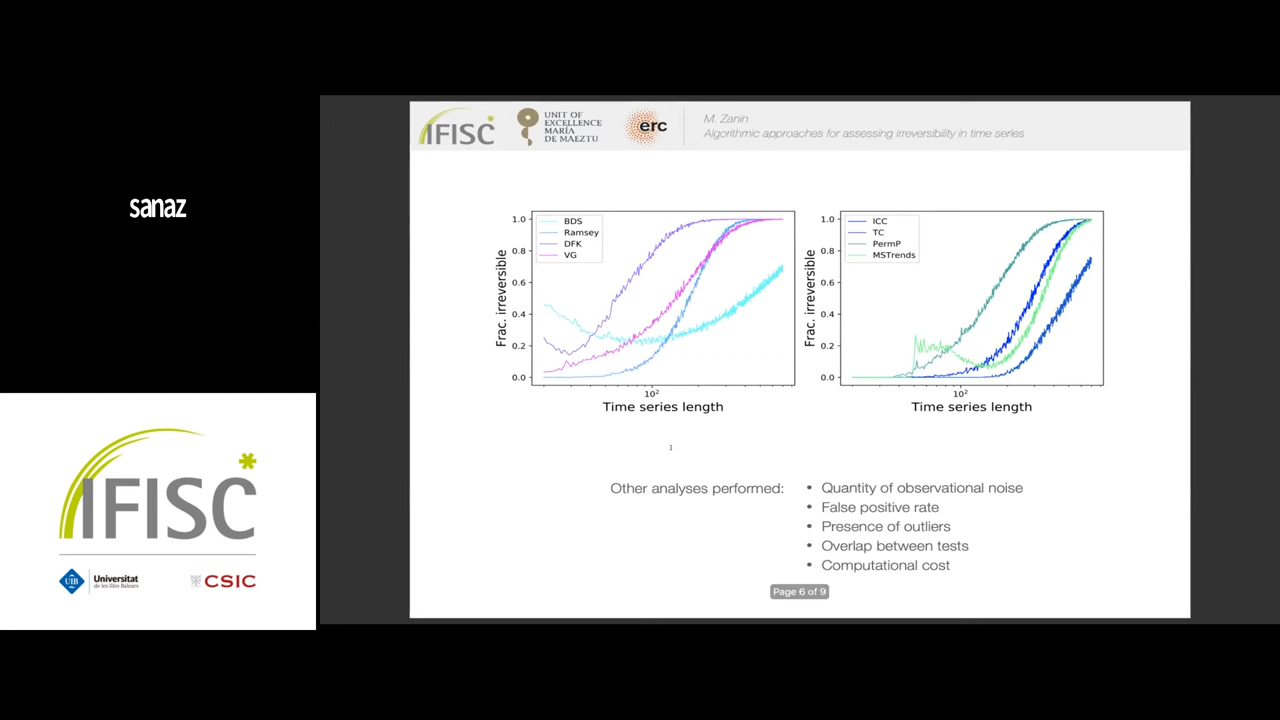 sanaz
IFISC
UIB
Universitat
de les Illes Balears
CSIC
IFISC
UNIT OF
EXCELLENCE
MARÍA
DE MAEZTU
erc
M. Zanin
Algorithmic approaches for assessing irreversibility in time series
Frac. irreversible
1.0
0.8
0.6
0.4
0.2
0.0
BDS
Ramsey
DFK
VG
10²
Time series length
Frac. irreversible
1.0
0.8
0.6
0.4
0.2
0.0
ICC
TC
PermP
MSTrends
10²
Time series length
Other analyses performed:
• Quantity of observational noise
• False positive rate
• Presence of outliers
• Overlap between tests
• Computational cost
Page 6 of 9